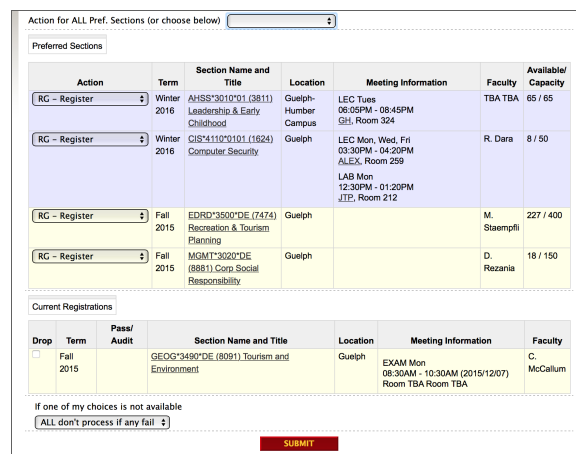 Action for ALL Pref. Sections (or choose below)
Preferred Sections
Action Term Section Name and Title Location Meeting Information Faculty Available/ Capacity
RG - Register Winter 2016 AHSS*3010*01 (3811) Leadership & Early Childhood Guelph-Humber Campus LEC Tues 06:05PM - 08:45PM GH, Room 324 TBA TBA 65 / 65
RG - Register Winter 2016 CIS*4110*0101 (1624) Computer Security Guelph LEC Mon, Wed, Fri 03:30PM - 04:20PM ALEX, Room 259 R. Dara 8 / 50
LAB Mon
12:30PM - 01:20PM
JTP, Room 212
RG - Register Fall 2015 EDRD*3500*DE (7474) Recreation & Tourism Planning Guelph M. Staempfli 227 / 400
RG - Register Fall 2015 MGMT*3020*DE (8881) Corp Social Responsibility Guelph D. Rezania 18 / 150
Current Registrations
Drop Term Pass/ Audit Section Name and Title Location Meeting Information Faculty
Fall 2015 GEOG*3490*DE (8091) Tourism and Environment Guelph EXAM Mon 08:30AM - 10:30AM (2015/12/07) Room TBA Room TBA C. McCallum
If one of my choices is not available
ALL don't process if any fail
SUBMIT